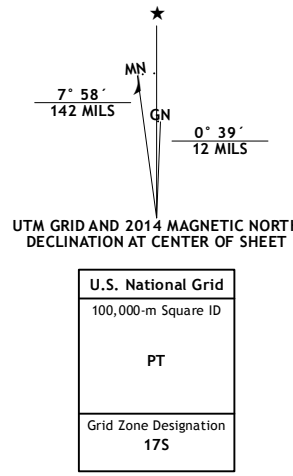 ★
MN
7° 58´
142 MILS
GN
0° 39´
12 MILS
UTM GRID AND 2014 MAGNETIC NORTH
DECLINATION AT CENTER OF SHEET
U.S. National Grid
100,000-m Square ID
PT
Grid Zone Designation
17S